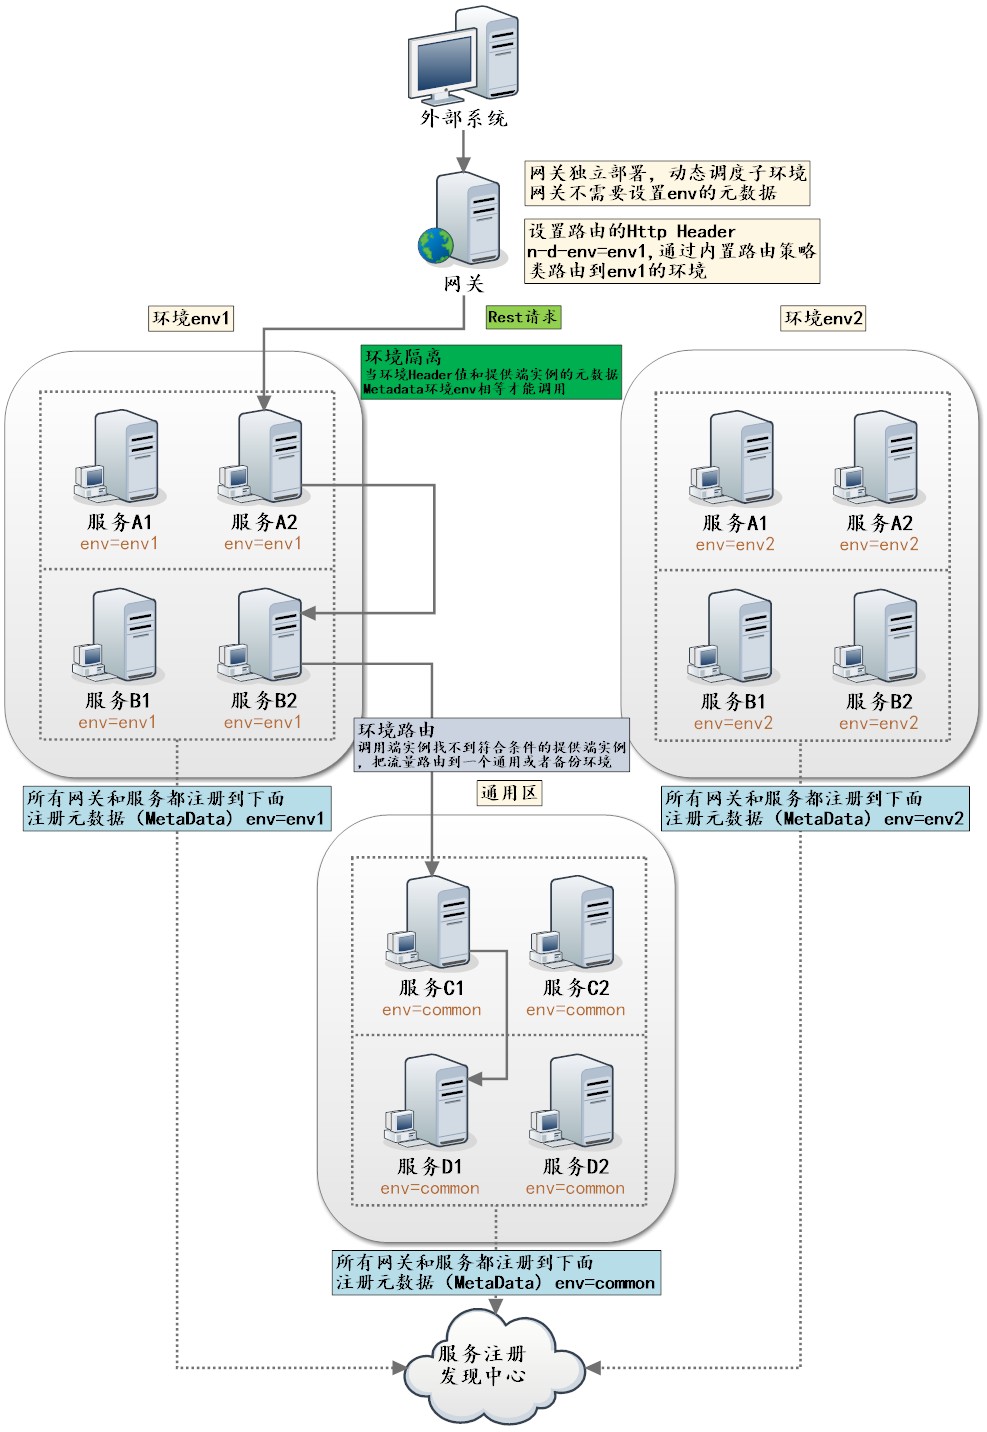 外部系统
网关独立部署，动态调度子环境
网关不需要设置env的元数据
设置路由的Http Header
n-d-env=env1,通过内置路由策略
类路由到env1的环境
网关
环境env1
Rest请求
环境env2
环境隔离
当环境Header值和提供端实例的元数据
Metadata环境env相等才能调用
服务A1
env=env1
服务A2
env=env1
服务A1
env=env2
服务A2
env=env2
服务B1
env=env1
服务B2
env=env1
服务B1
env=env2
服务B2
env=env2
环境路由
调用端实例找不到符合条件的提供端实例
，把流量路由到一个通用或者备份环境
所有网关和服务都注册到下面
注册元数据（MetaData）env=env1
通用区
所有网关和服务都注册到下面
注册元数据（MetaData）env=env2
服务C1
env=common
服务C2
env=common
服务D1
env=common
服务D2
env=common
所有网关和服务都注册到下面
注册元数据（MetaData）env=common
服务注册
发现中心